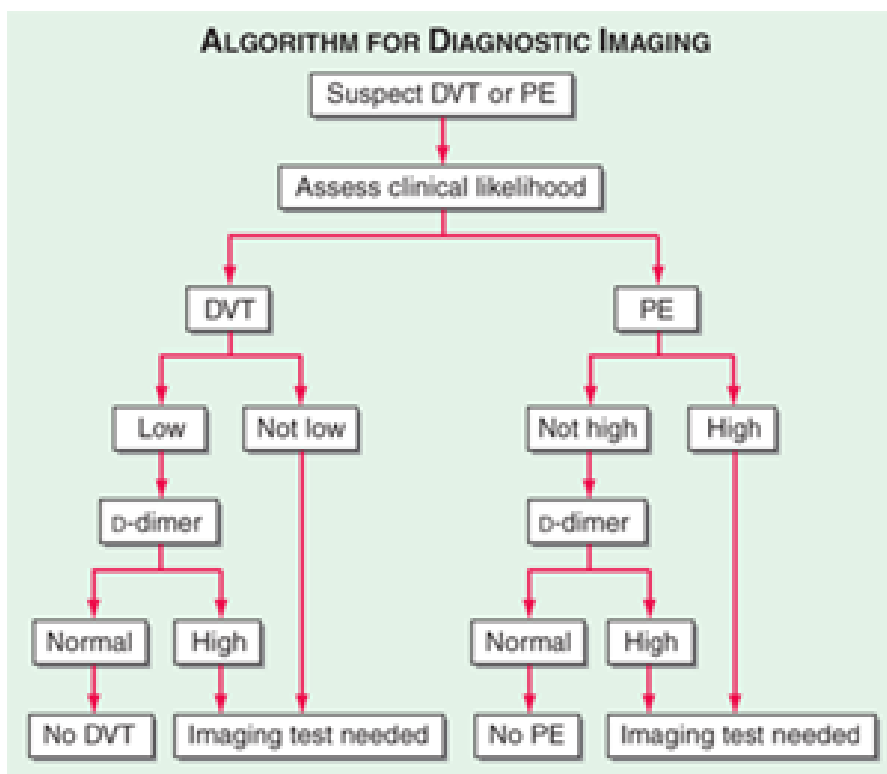 ALGORITHM FOR DIAGNOSTIC IMAGING
Suspect DVT or PE
Assess clinical likelihood
DVT
PE
Low
Not low
Not high
High
D-dimer
D-dimer
Normal
High
Normal
High
No DVT
Imaging test needed
No PE
Imaging test needed